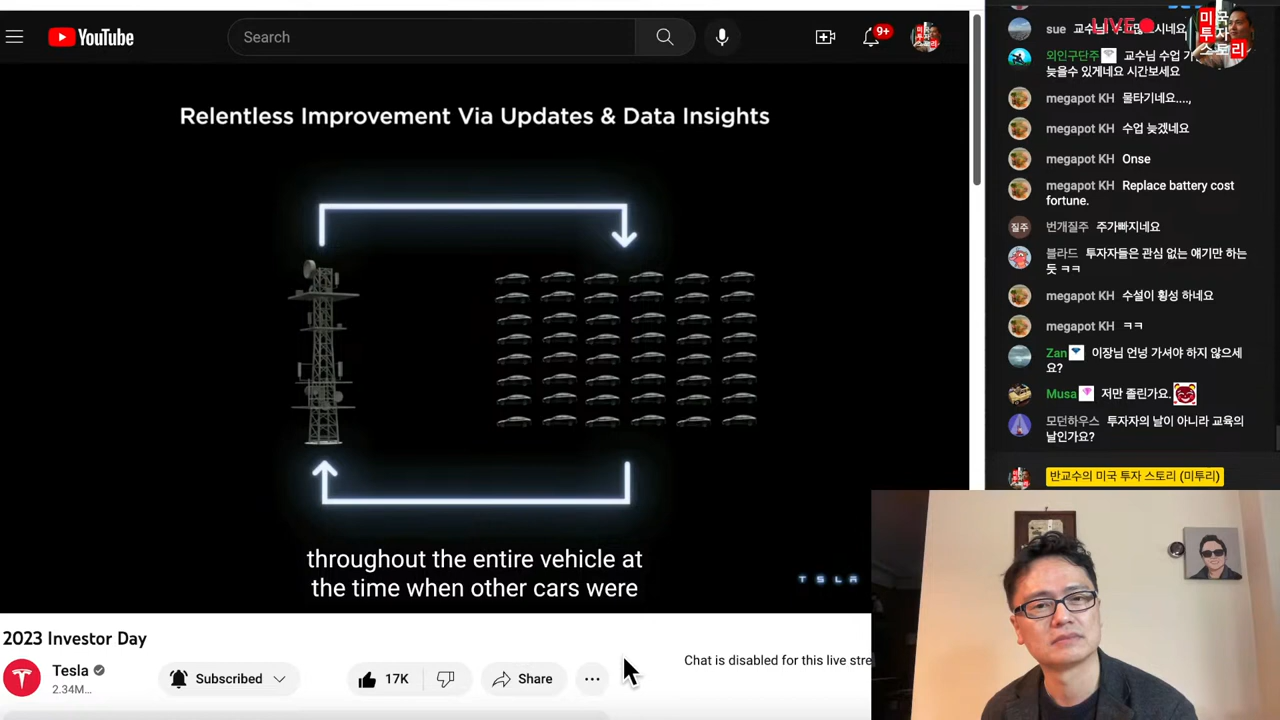 YouTube
Search
9+
Relentless Improvement Via Updates & Data Insights
throughout the entire vehicle at
the time when other cars were
TSLA
2023 Investor Day
Tesla
2.34M...
Subscribed
17K
Share
Chat is disabled for this live stre
LIVE
미국
투자
스토리
sue 교수님!
시네요
외인구단주 교수님 수업
늦을수 있게네요 시간보세요
megapot KH 물타기네요....,
megapot KH 수업 늦겠네요
megapot KH Onse
megapot KH Replace battery cost
fortune.
질주 번개질주 주가빠지네요
블라드 투자자들은 관심 없는 얘기만 하는
듯 ㅋㅋ
megapot KH 수설이 횡성 하네요
megapot KH ㅋㅋ
Zan 이장님 언넝 가셔야 하지 않으세
요?
Musa 저만 졸린가요.
모던하우스 투자자의 날이 아니라 교육의
날인가요?
반교수의 미국 투자 스토리 (미투리)